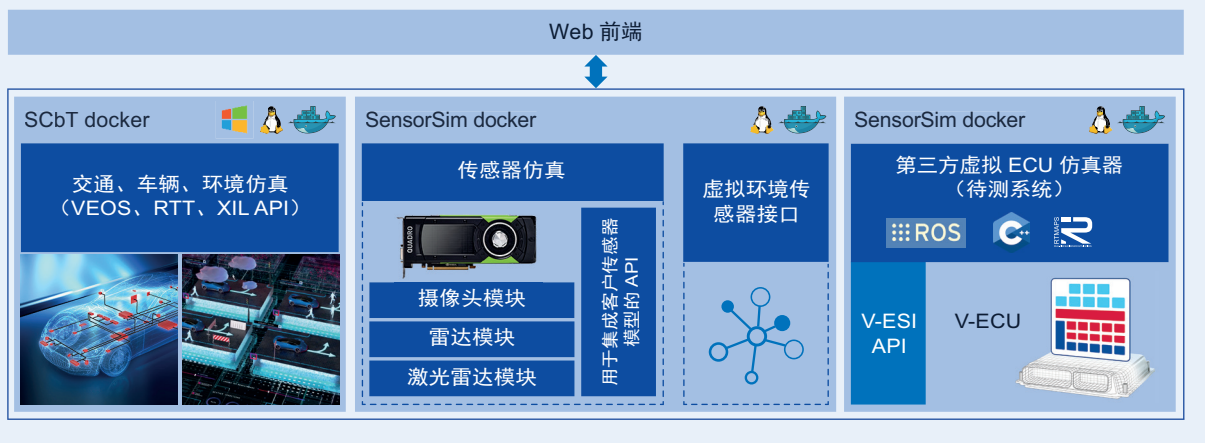 Web 前端
SCbT docker
交通、车辆、环境仿真
（VEOS、RTT、XIL API）
SensorSim docker
传感器仿真
QUADRO
摄像头模块
雷达模块
激光雷达模块
用于集成客户传感器
模型的 API
虚拟环境传
感器接口
SensorSim docker
第三方虚拟 ECU 仿真器
（待测系统）
ROS
C++
RTMAPS
V-ESI
API
V-ECU